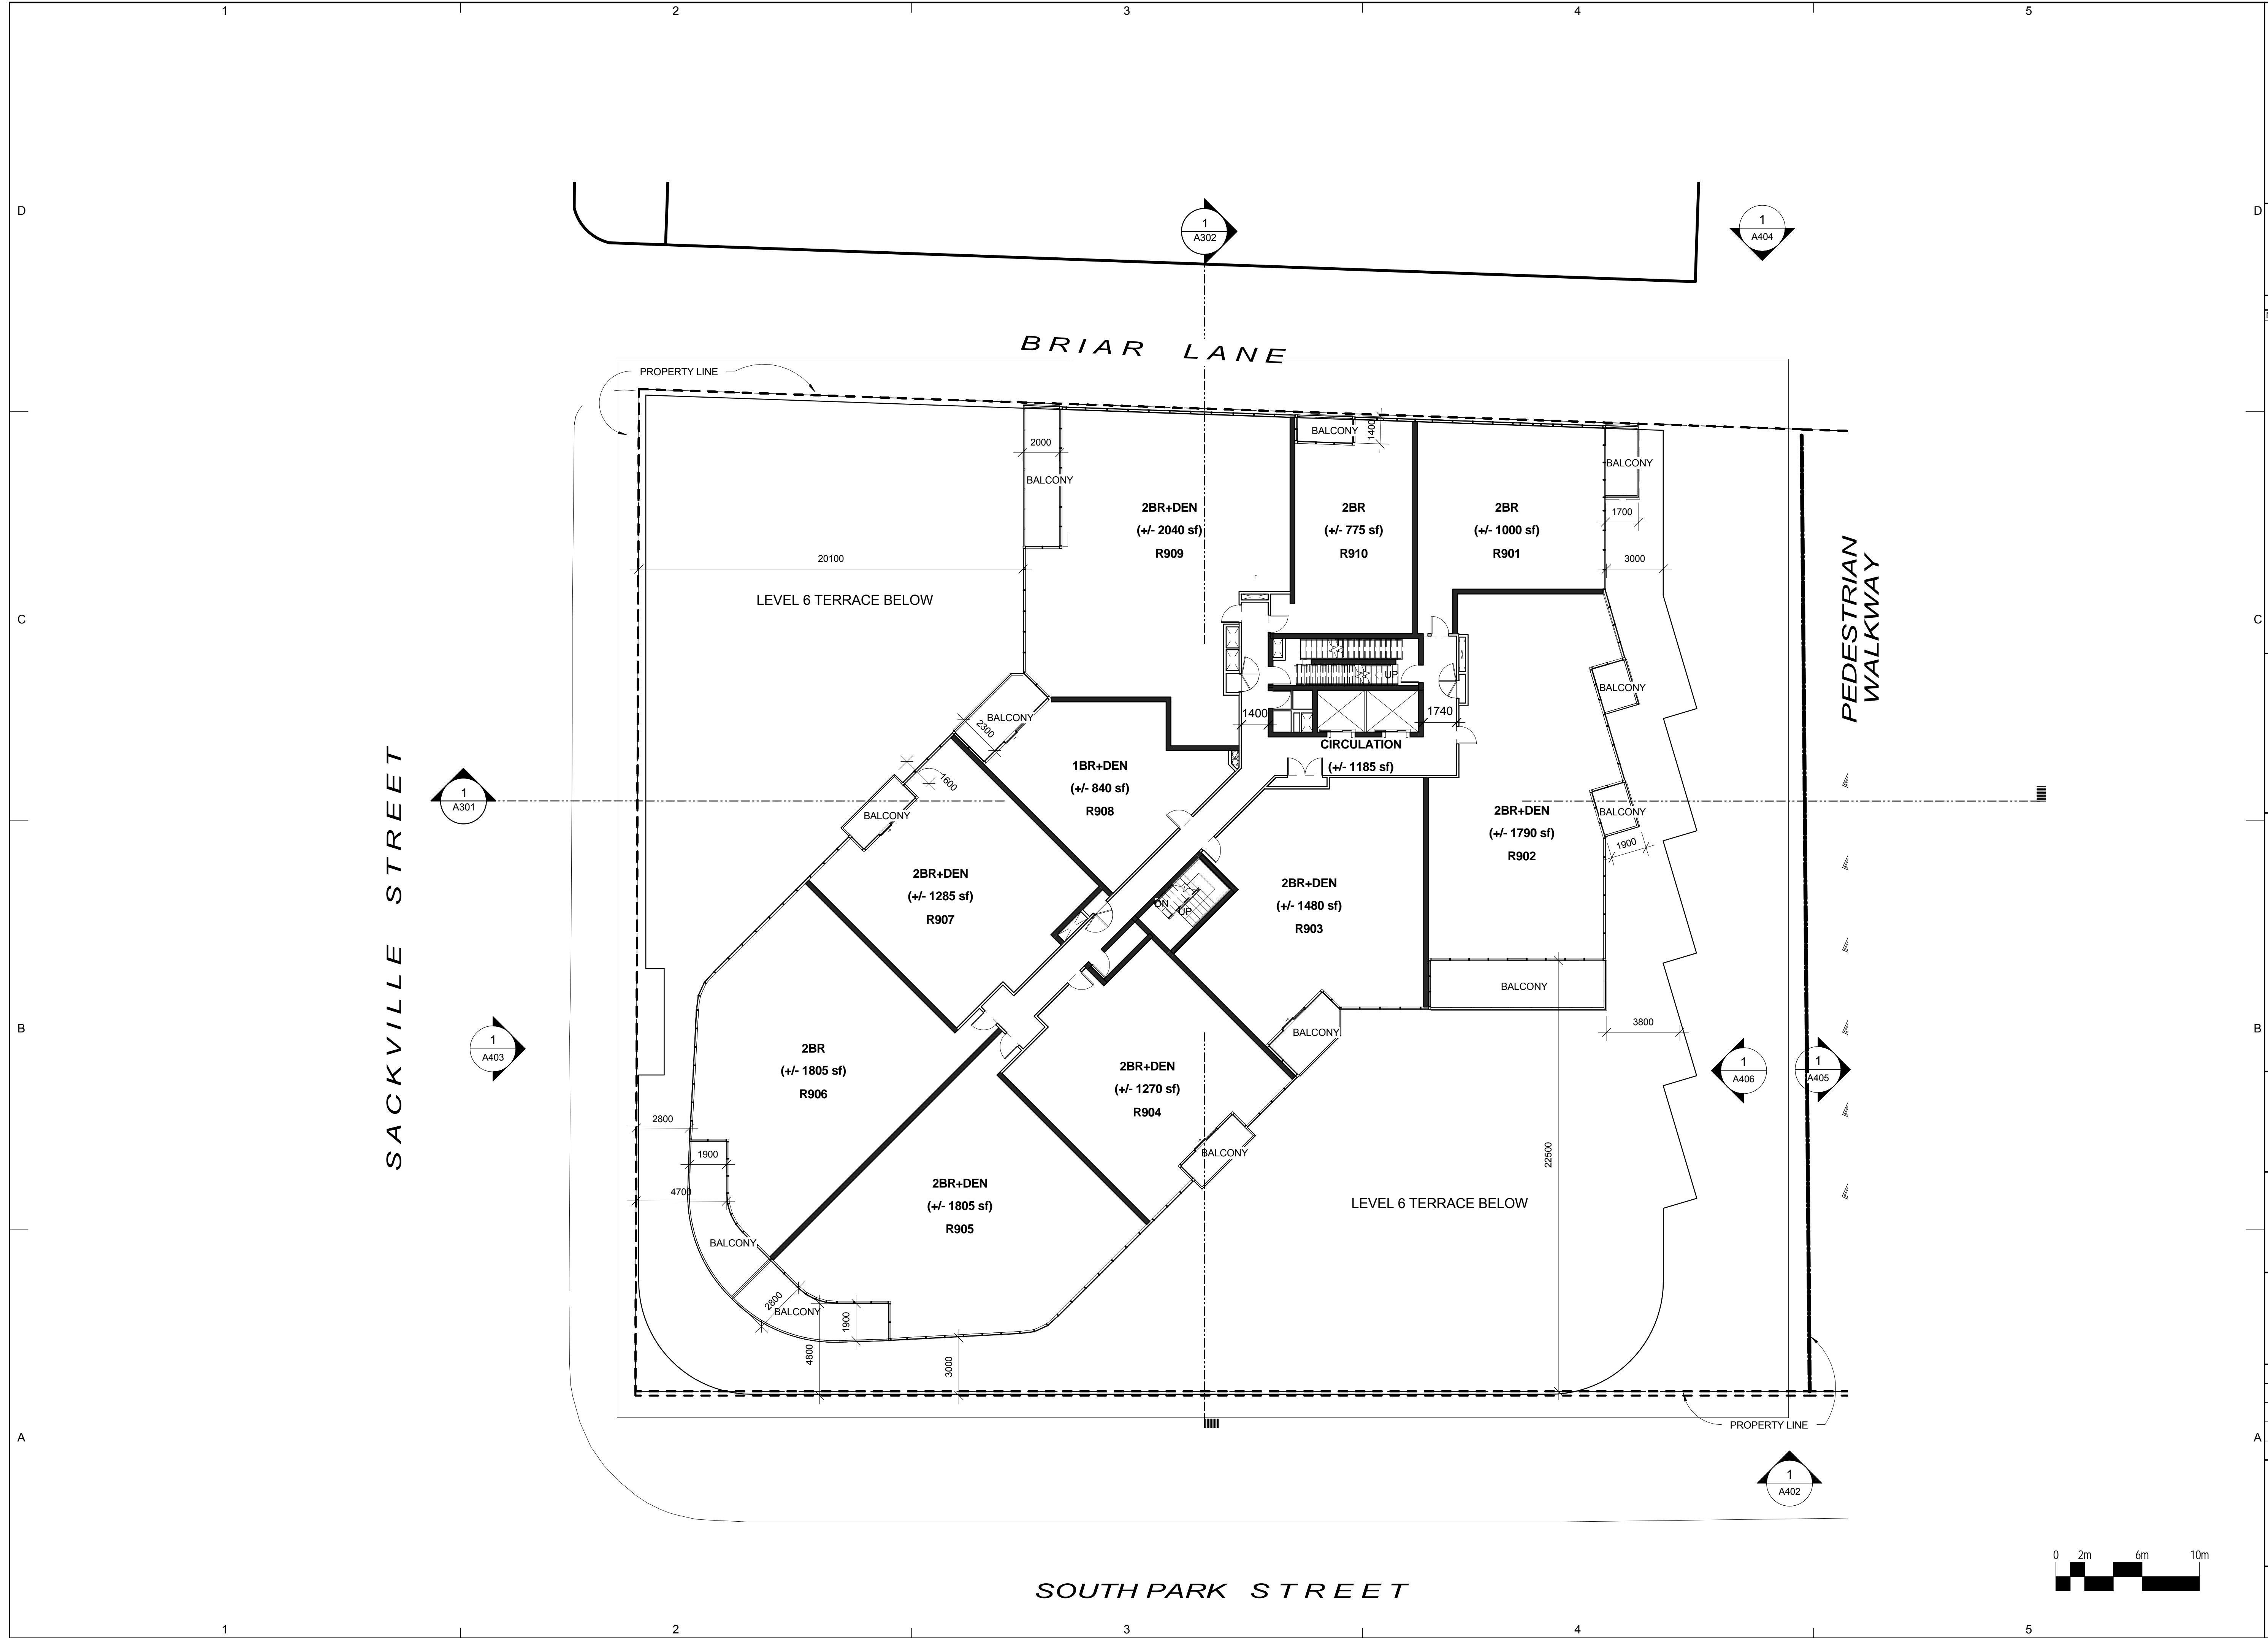 1 2 3 4 5
D D
1
A302
1
A404
BRIAR LANE
PROPERTY LINE
BALCONY
1400
2000
BALCONY
BALCONY
1700
2BR+DEN
(+/- 2040 sf)
R909
2BR
(+/- 775 sf)
R910
2BR
(+/- 1000 sf)
R901
20100
3000
LEVEL 6 TERRACE BELOW
PEDESTRIAN
WALKWAY
C C
UP
BALCONY
BALCONY
2300
1400
1740
CIRCULATION
(+/- 1185 sf)
1BR+DEN
(+/- 840 sf)
R908
1600
BALCONY
SACKVILLE STREET
1
A301
2BR+DEN
(+/- 1790 sf)
R902
BALCONY
1900
2BR+DEN
(+/- 1285 sf)
R907
2BR+DEN
(+/- 1480 sf)
R903
DN
UP
BALCONY
BALCONY
3800
B B
1
A403
1
A406
1
A405
2BR
(+/- 1805 sf)
R906
2BR+DEN
(+/- 1270 sf)
R904
2800
1900
4700
BALCONY
22500
2BR+DEN
(+/- 1805 sf)
R905
LEVEL 6 TERRACE BELOW
BALCONY
2800
BALCONY
1900
4800
3000
PROPERTY LINE
A A
1
A402
0 2m 6m 10m
SOUTH PARK STREET
1 2 3 4 5